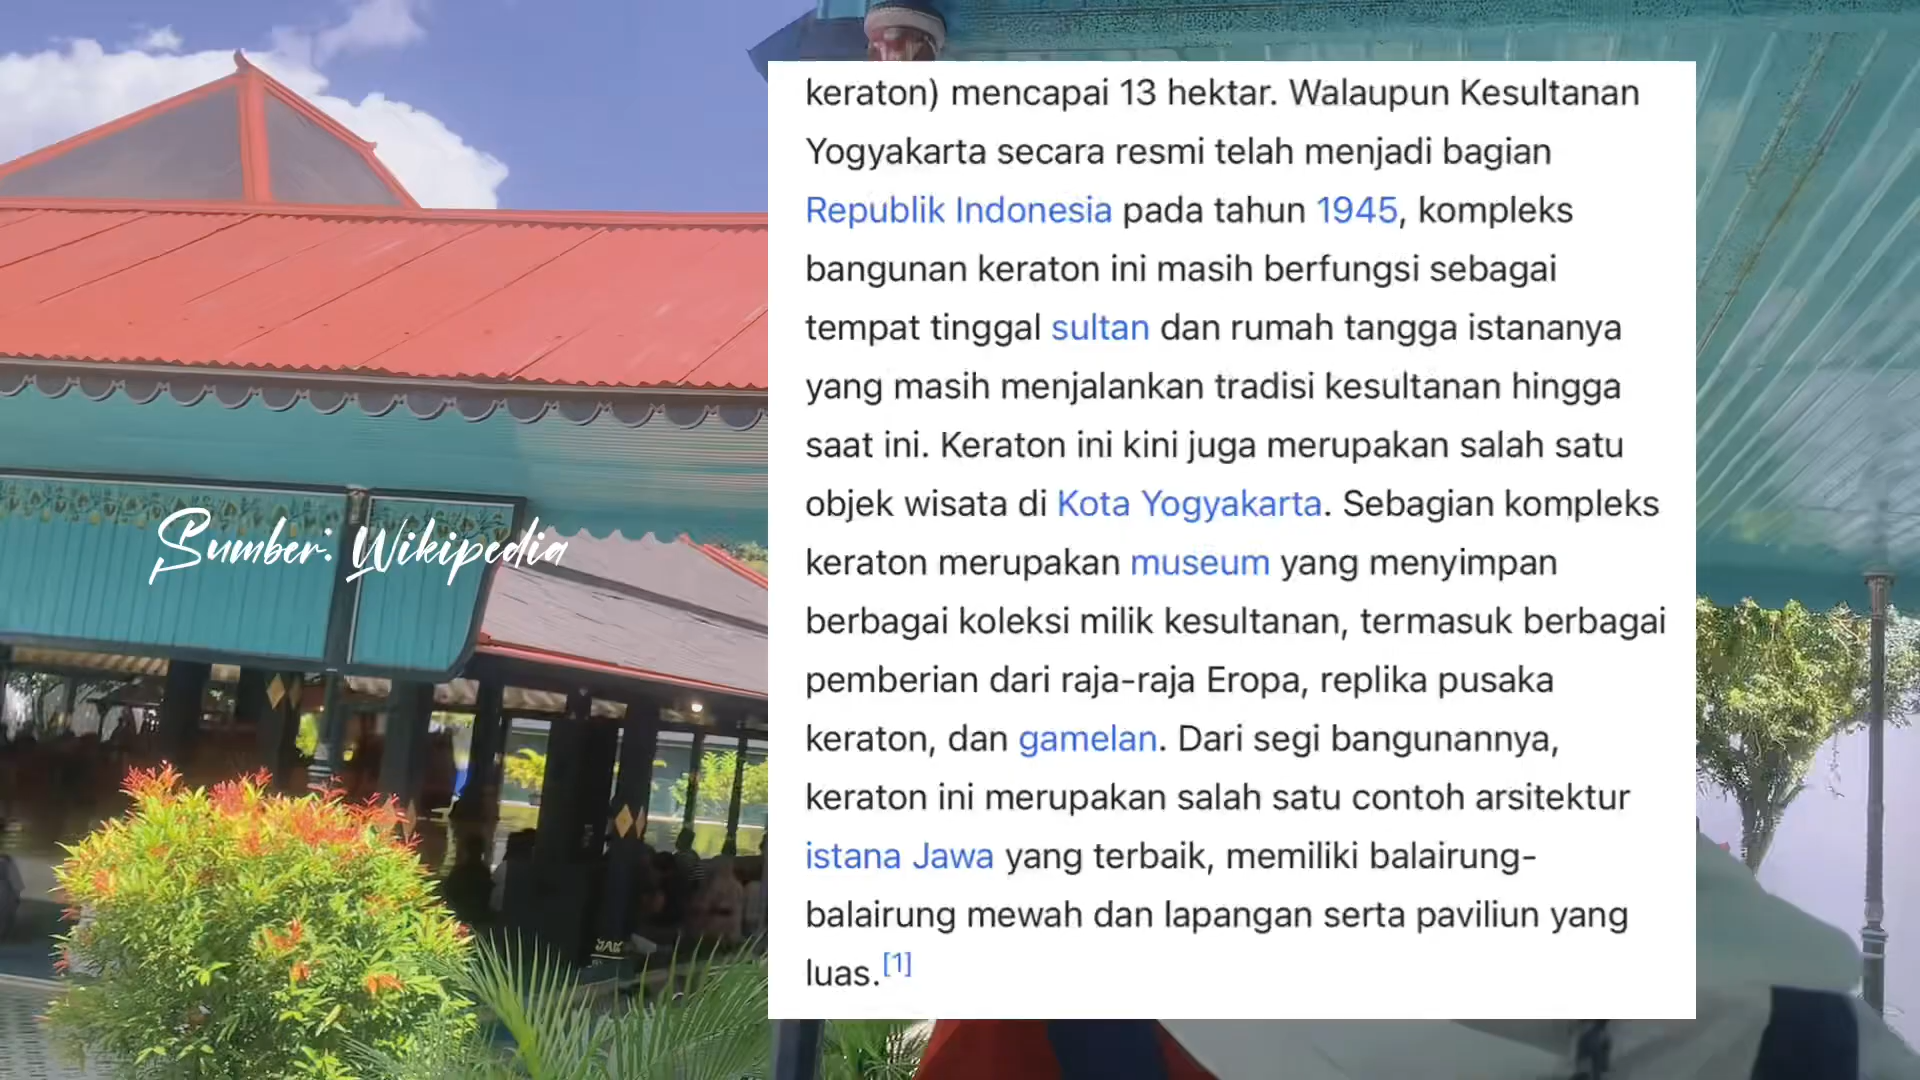 keraton) mencapai 13 hektar. Walaupun Kesultanan
Yogyakarta secara resmi telah menjadi bagian
Republik Indonesia pada tahun 1945, kompleks
bangunan keraton ini masih berfungsi sebagai
tempat tinggal sultan dan rumah tangga istananya
yang masih menjalankan tradisi kesultanan hingga
saat ini. Keraton ini kini juga merupakan salah satu
objek wisata di Kota Yogyakarta. Sebagian kompleks
keraton merupakan museum yang menyimpan
berbagai koleksi milik kesultanan, termasuk berbagai
pemberian dari raja-raja Eropa, replika pusaka
keraton, dan gamelan. Dari segi bangunannya,
keraton ini merupakan salah satu contoh arsitektur
istana Jawa yang terbaik, memiliki balairung-
balairung mewah dan lapangan serta paviliun yang
luas.[1]
Sumber: Wikipedia